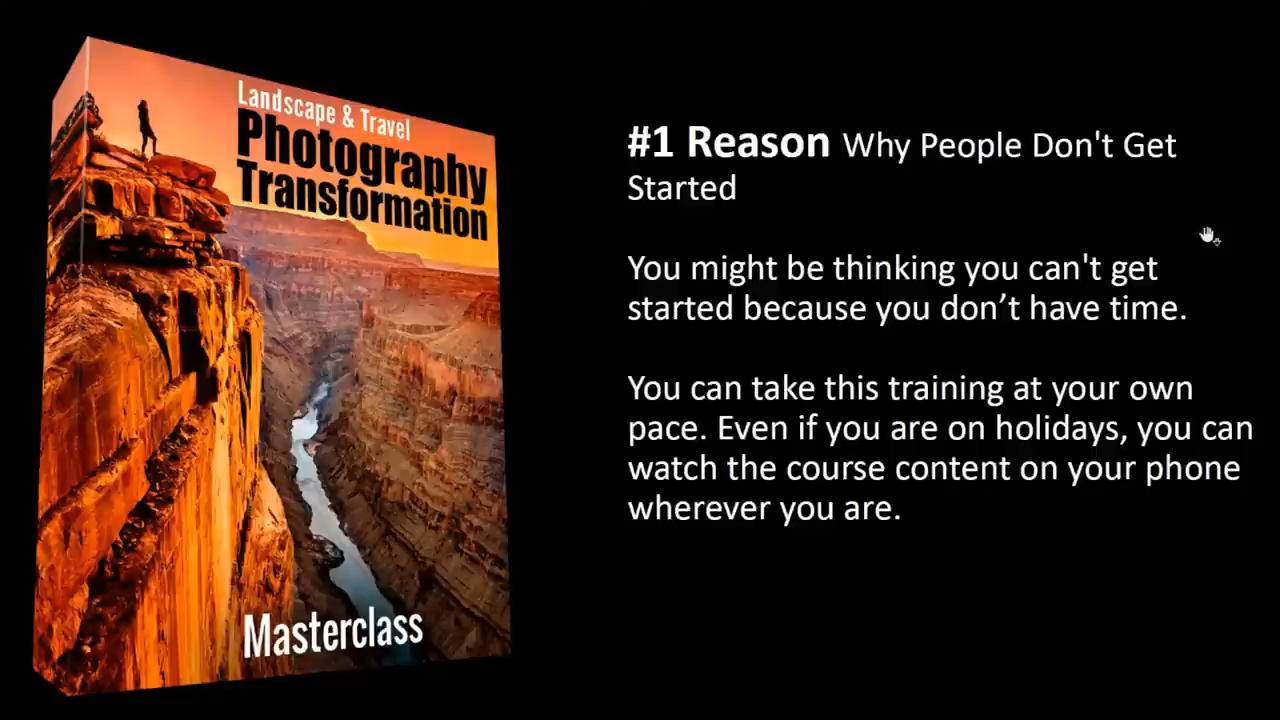 Landscape & Travel
Photography
Transformation
Masterclass
#1 Reason Why People Don't Get
Started
You might be thinking you can't get
started because you don’t have time.
You can take this training at your own
pace. Even if you are on holidays, you can
watch the course content on your phone
wherever you are.